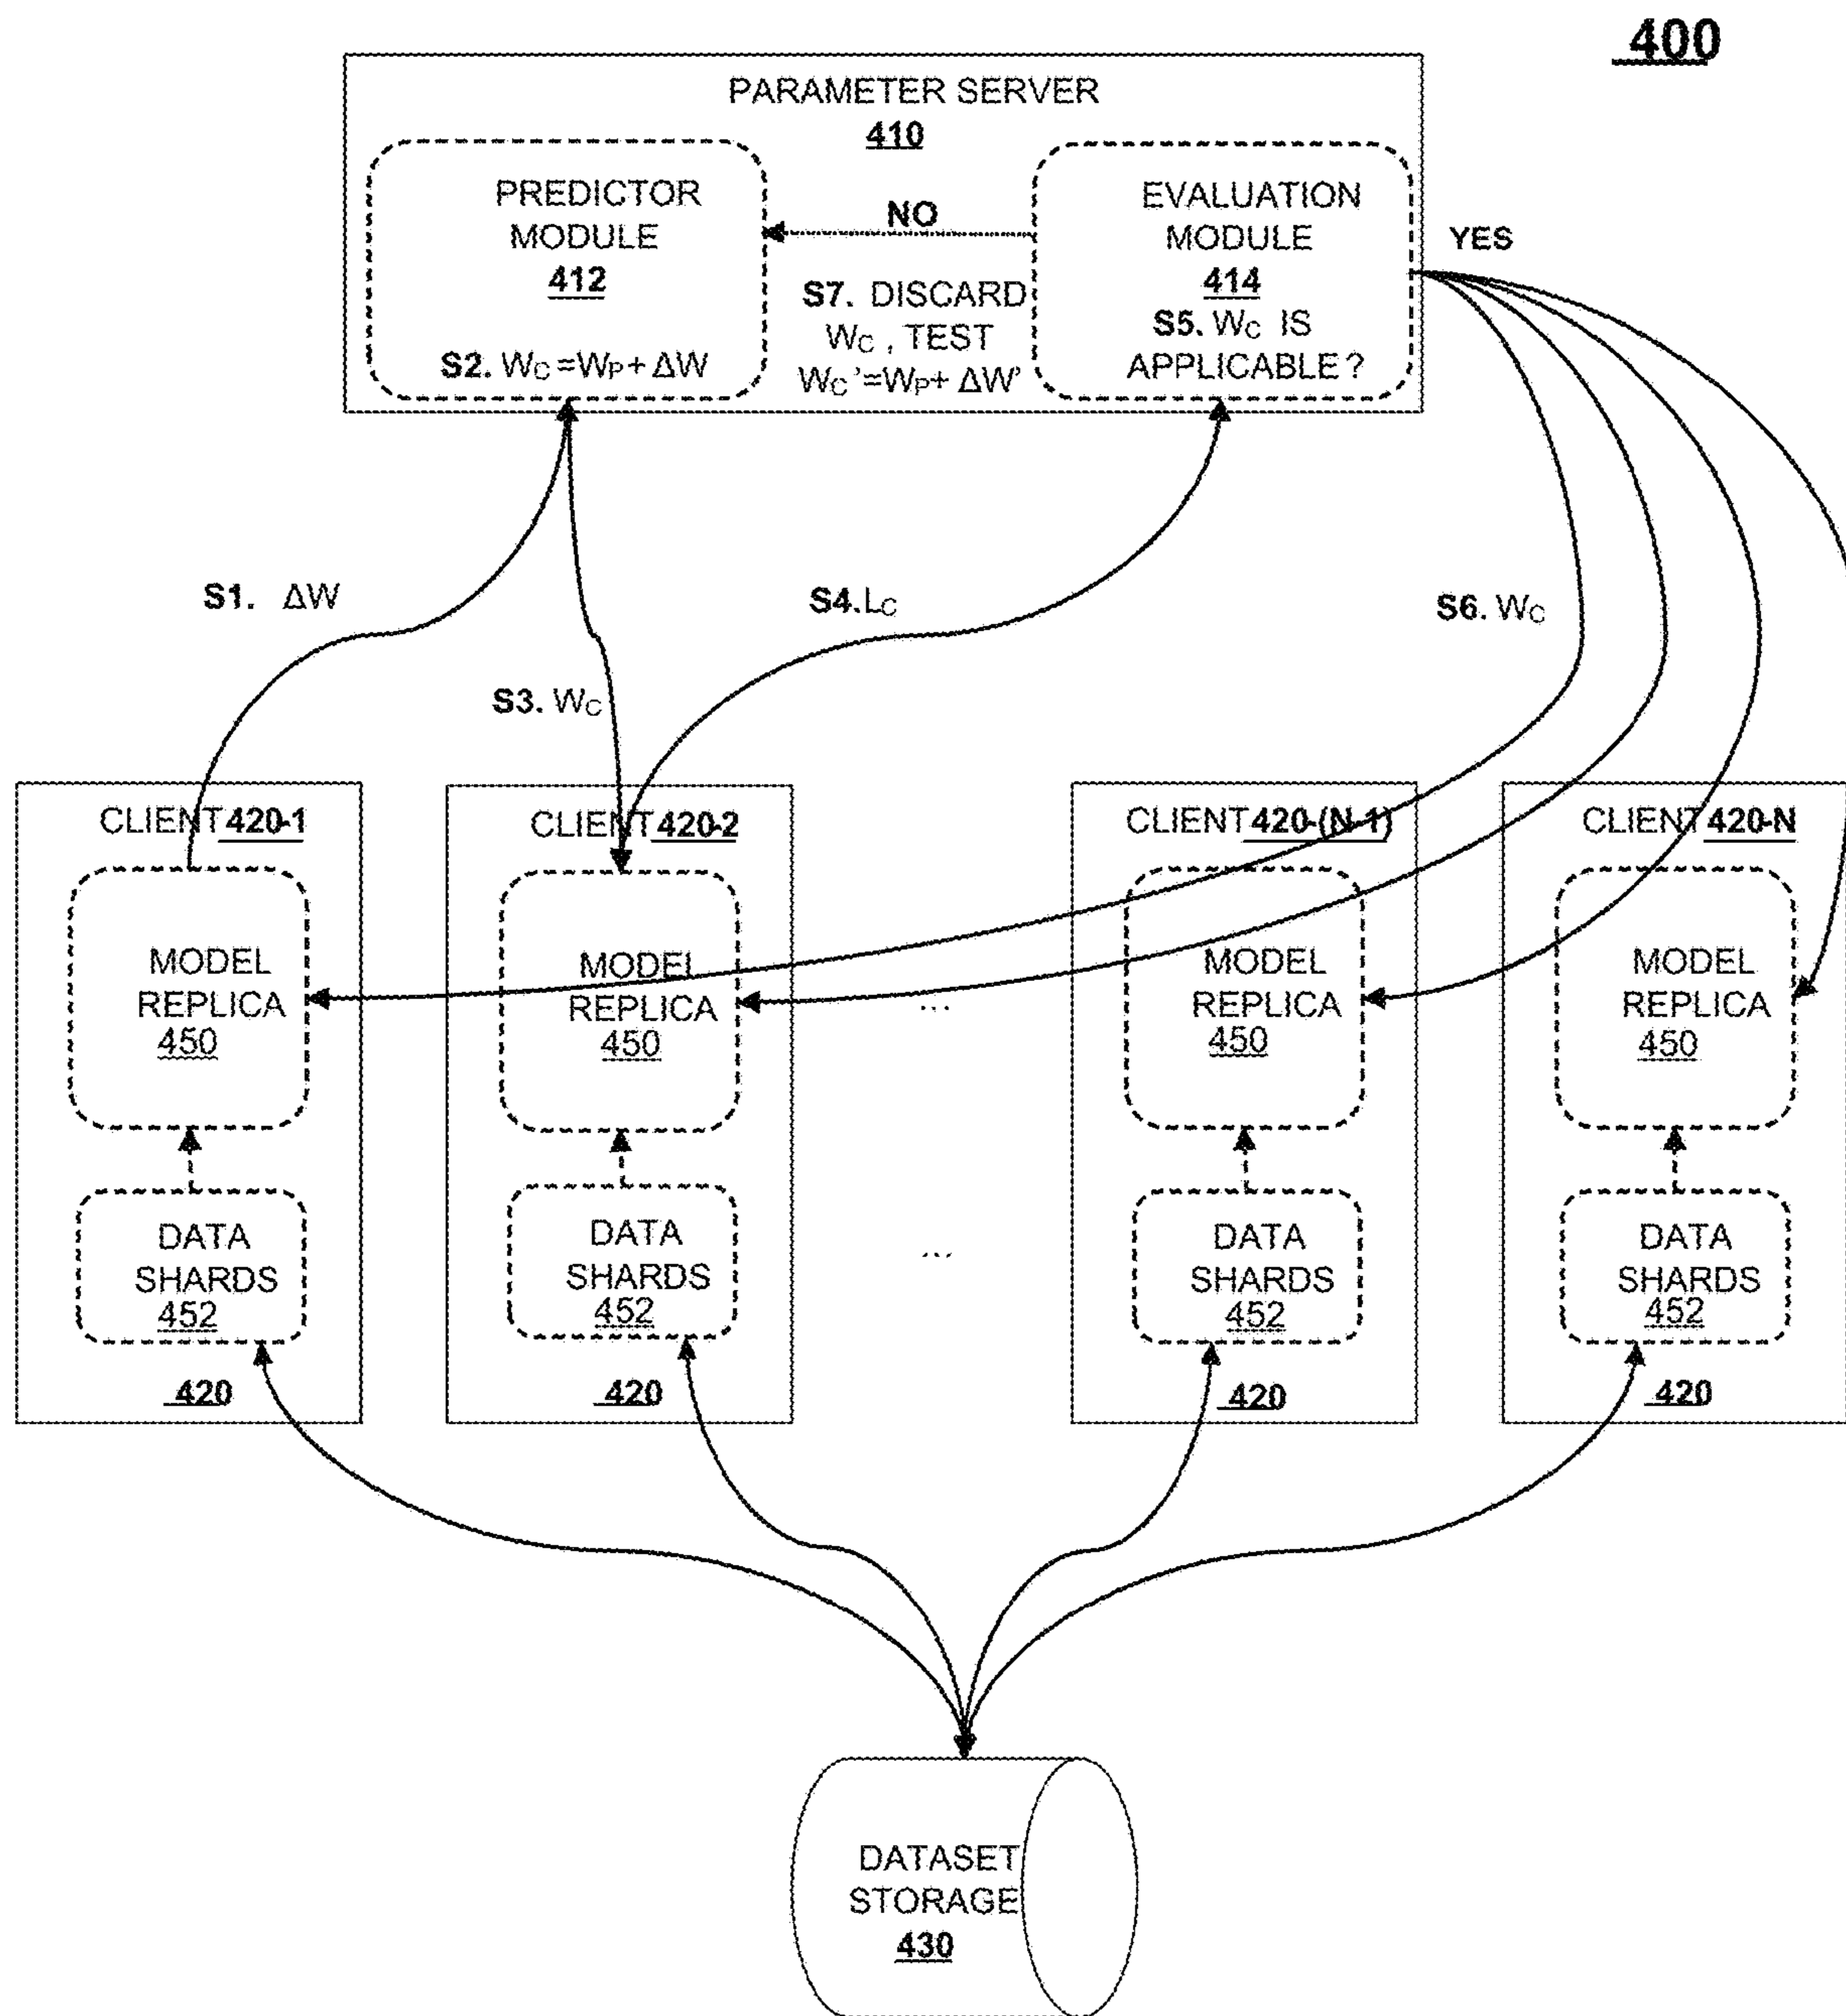 400
PARAMETER SERVER
410
PREDICTOR
MODULE
412
S2. WC=WP+ ΔW
NO
S7. DISCARD
WC , TEST
WC'=WP+ ΔW'
EVALUATION
MODULE
414
S5. WC IS
APPLICABLE?
YES
S1. ΔW
S3. WC
S4.LC
S6. WC
CLIENT 420-1
MODEL
REPLICA
450
DATA
SHARDS
452
420
CLIENT 420-2
MODEL
REPLICA
450
DATA
SHARDS
452
420
...
...
CLIENT 420-(N-1)
MODEL
REPLICA
450
DATA
SHARDS
452
420
CLIENT 420-N
MODEL
REPLICA
450
DATA
SHARDS
452
420
DATASET
STORAGE
430